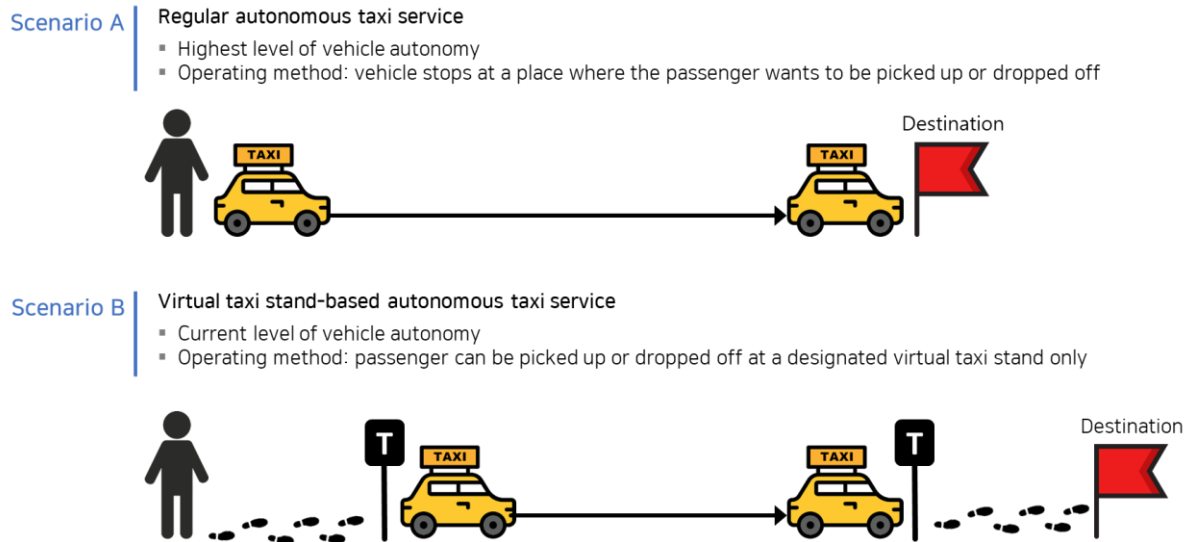 Scenario A
Regular autonomous taxi service
▪ Highest level of vehicle autonomy
▪ Operating method: vehicle stops at a place where the passenger wants to be picked up or dropped off
Destination
TAXI
TAXI
Scenario B
Virtual taxi stand-based autonomous taxi service
▪ Current level of vehicle autonomy
▪ Operating method: passenger can be picked up or dropped off at a designated virtual taxi stand only
Destination
T
T
TAXI
TAXI